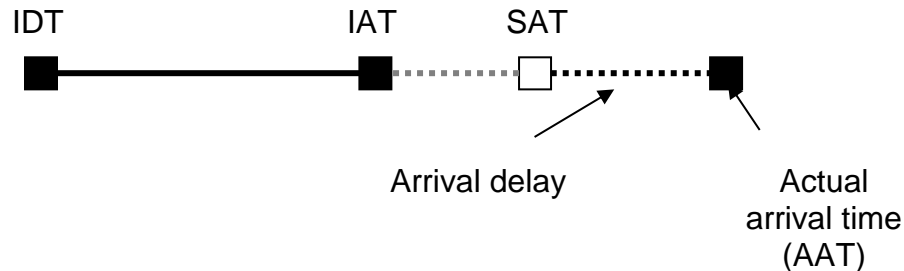 IDT IAT SAT
Arrival delay
Actual
arrival time
(AAT)